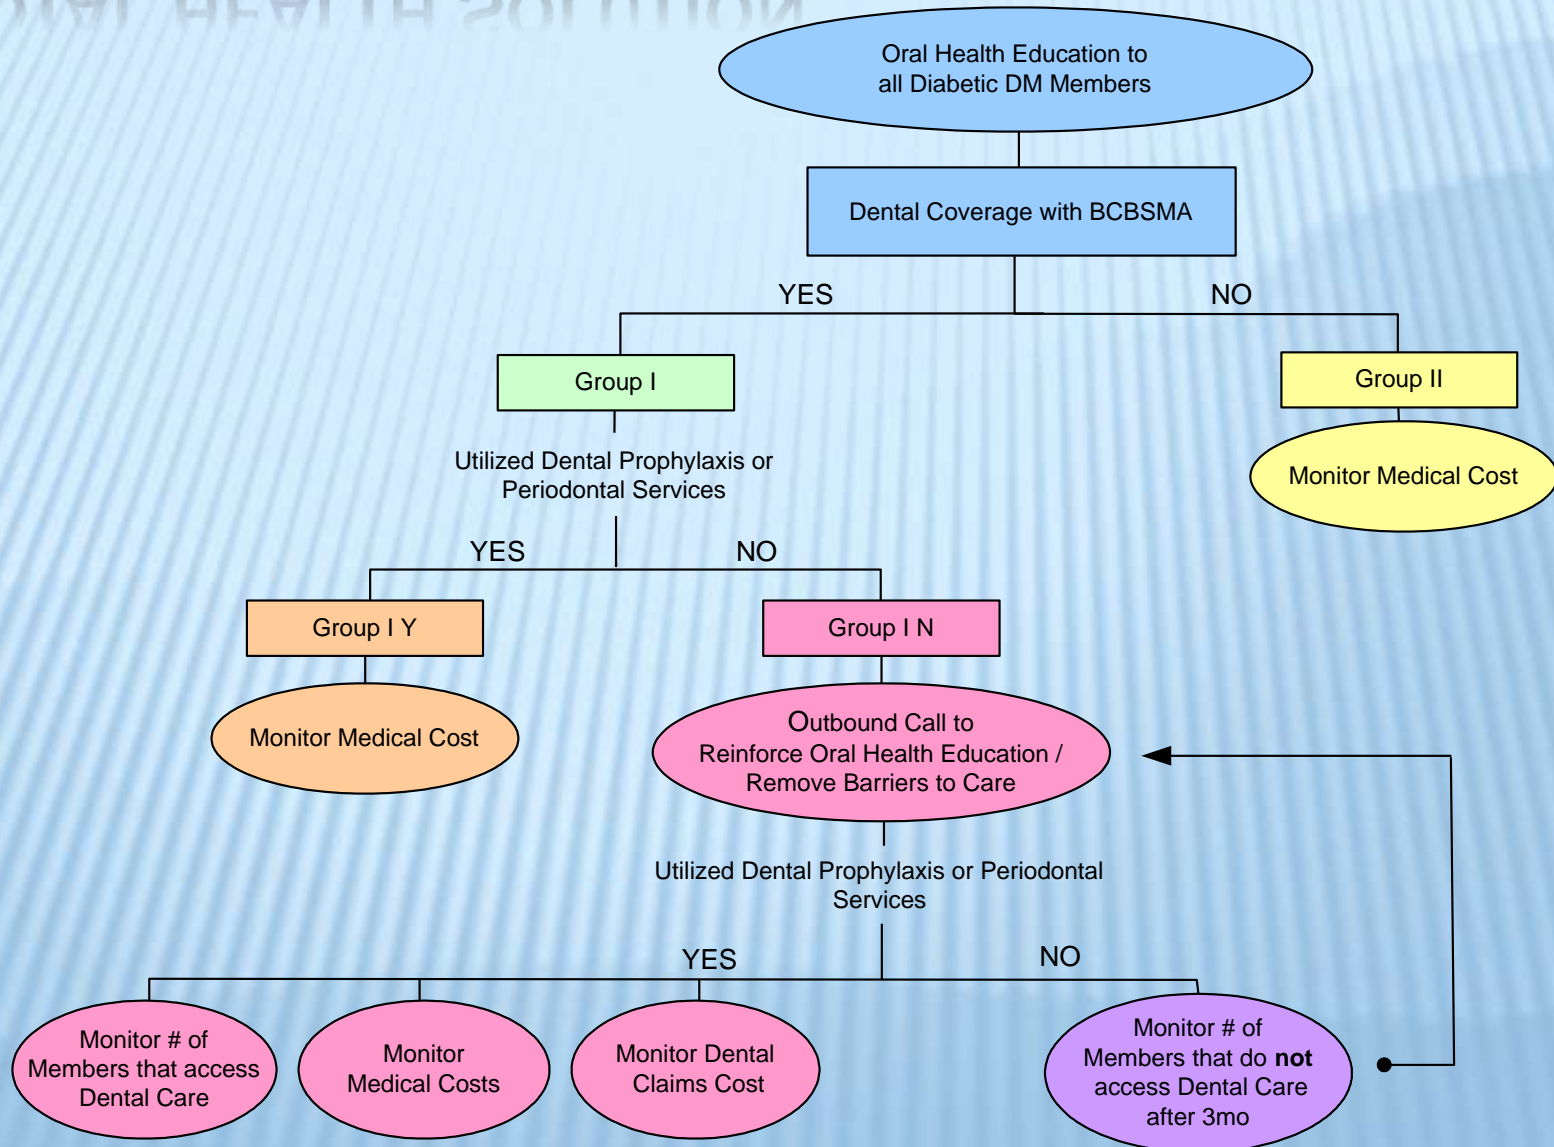 ORAL HEALTH SOLUTION
Oral Health Education to
all Diabetic DM Members
Dental Coverage with BCBSMA
YES
NO
Group I
Group II
Utilized Dental Prophylaxis or
Periodontal Services
Monitor Medical Cost
YES
NO
Group I Y
Group I N
Monitor Medical Cost
Outbound Call to
Reinforce Oral Health Education /
Remove Barriers to Care
Utilized Dental Prophylaxis or Periodontal
Services
YES
NO
Monitor # of
Members that access
Dental Care
Monitor
Medical Costs
Monitor Dental
Claims Cost
Monitor # of
Members that do not
access Dental Care
after 3mo